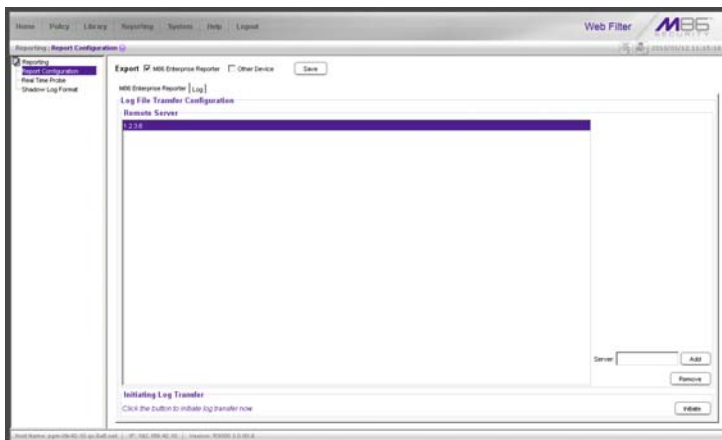 Home Policy Library Reporting System Help Logout
Web Filter
M86 SECURITY
Reporting : Report Configuration
Reporting
Report Configuration
Real Time Probe
Shadow Log Format
Export M86 Enterprise Reporter Other Device Save
M86 Enterprise Reporter Log
Log File Transfer Configuration
Remote Server
1.2.3.6
Server Add
Remove
Initiating Log Transfer
Click the button to initiate log transfer now
Initiate